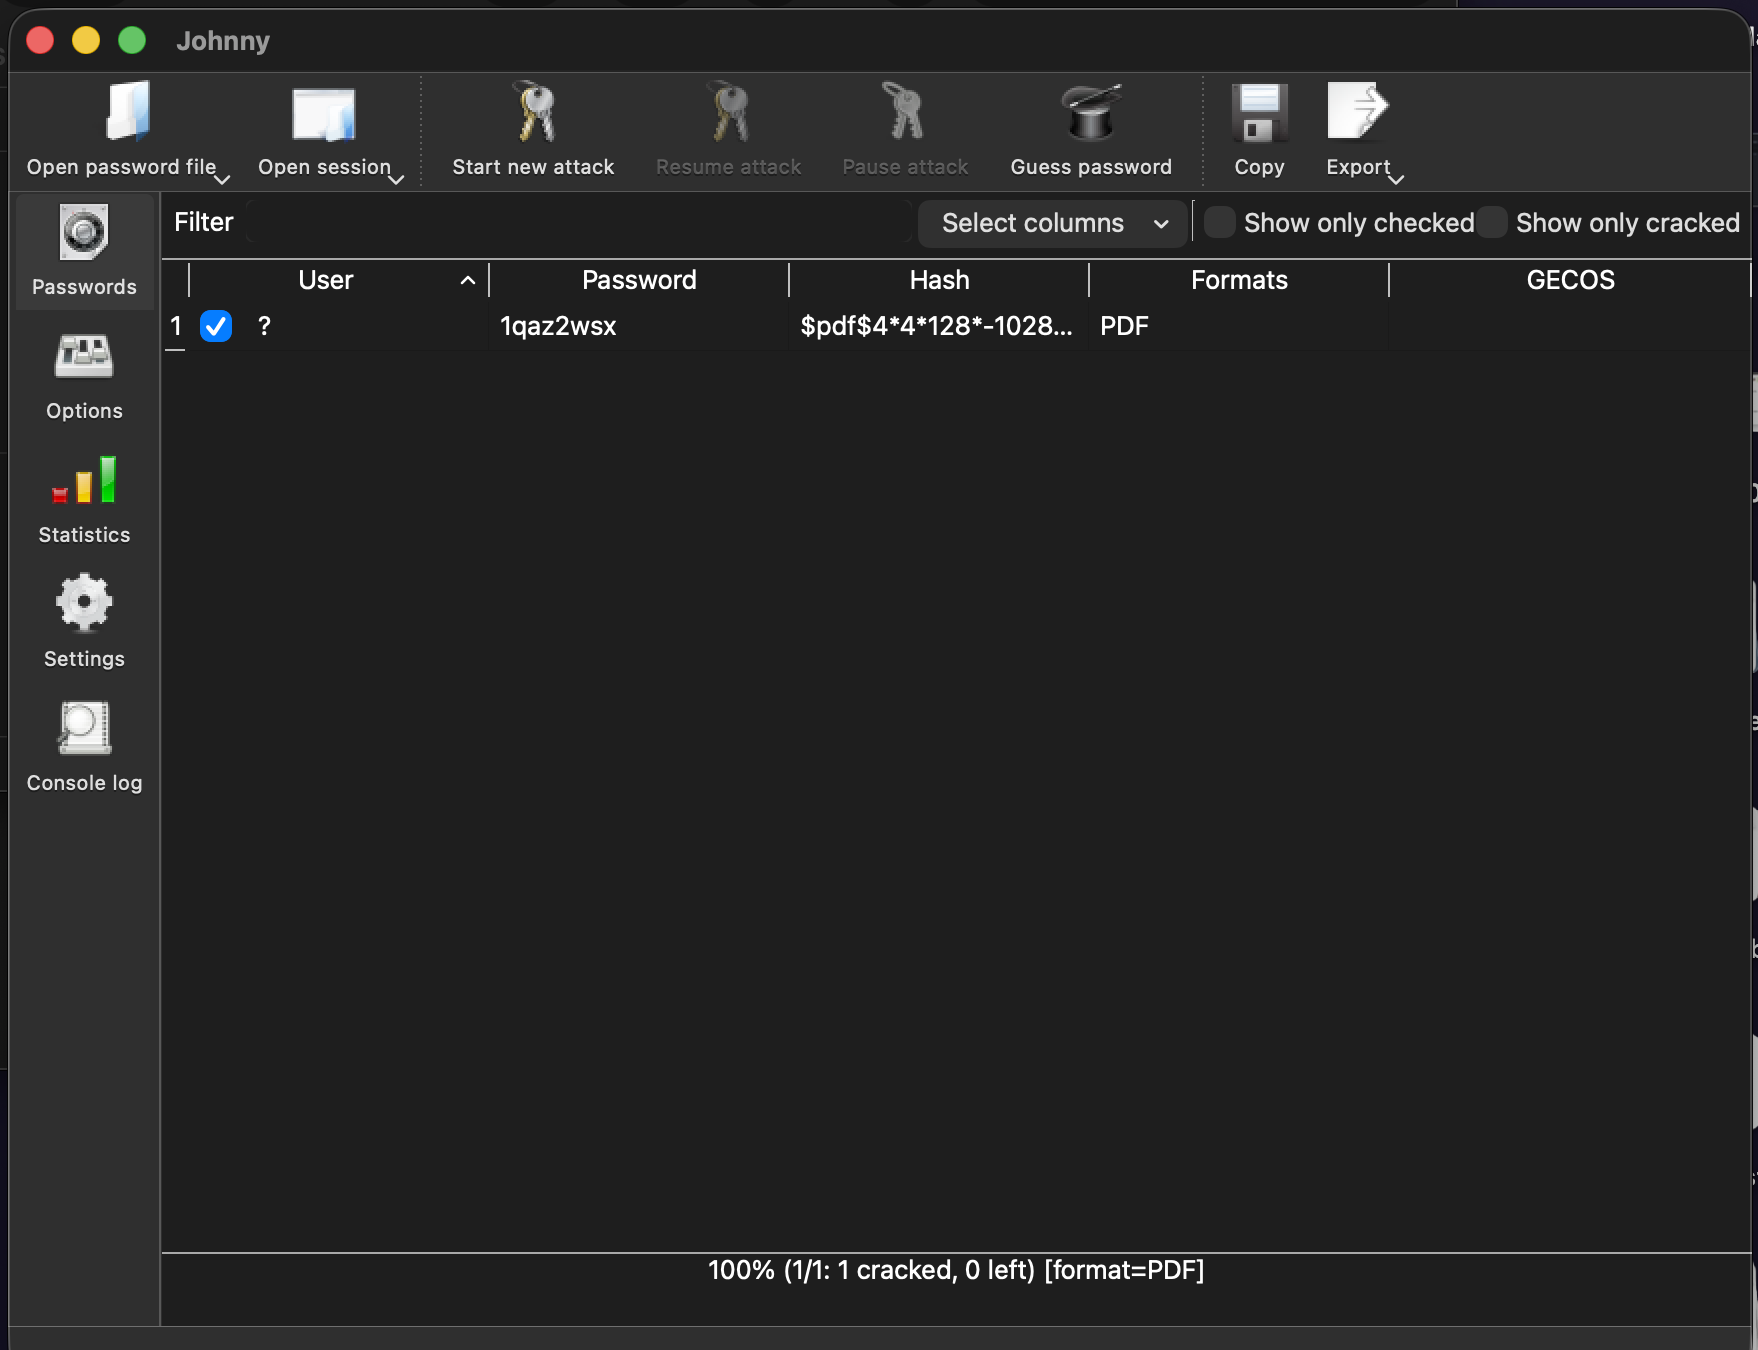 Johnny
Open password file
Open session
Start new attack
Resume attack
Pause attack
Guess password
Copy
Export
Passwords
Options
Statistics
Settings
Console log
Filter
Select columns
Show only checked
Show only cracked
User Password Hash Formats GECOS
1 ? 1qaz2wsx $pdf$4*4*128*-1028... PDF
100% (1/1: 1 cracked, 0 left) [format=PDF]